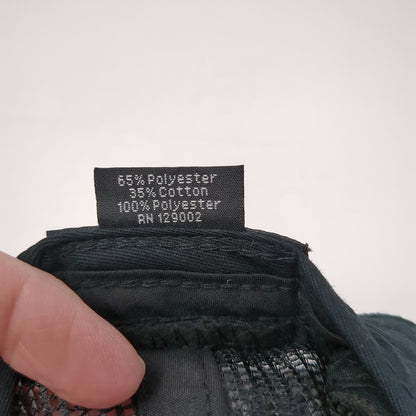 65% Polyester
35% Cotton
100% Polyester
RN 129002